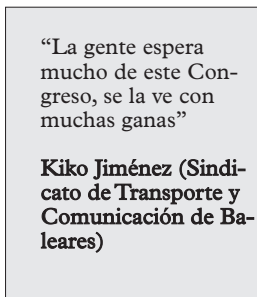 “La gente espera
mucho de este Con-
greso, se la ve con
muchas ganas”
Kiko Jiménez (Sindi-
cato de Transporte y
Comunicación de Ba-
leares)